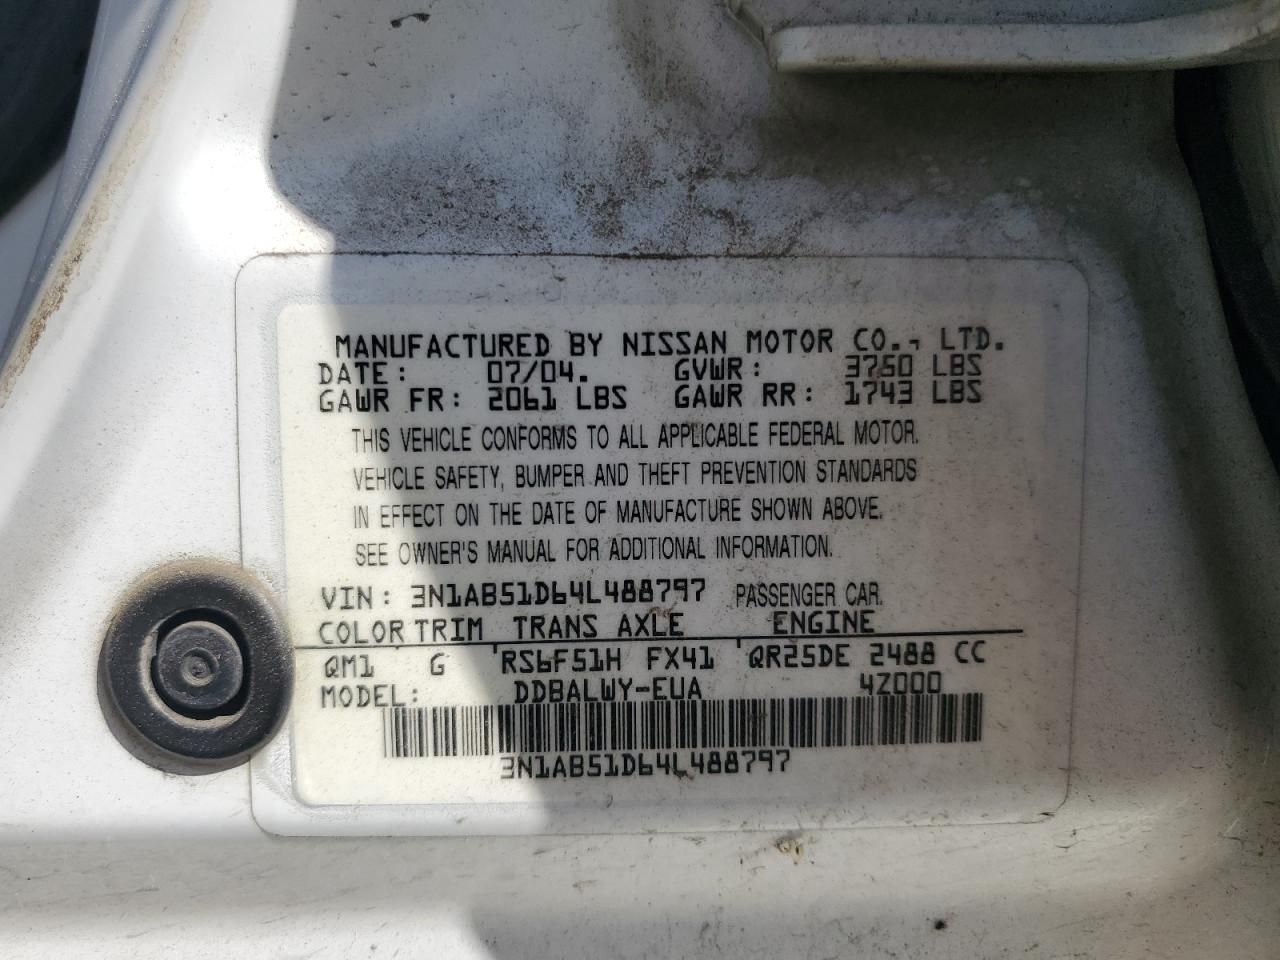 MANUFACTURED BY NISSAN MOTOR CO., LTD.
DATE: 07/04. GVWR: 3750 LBS
GAWR FR: 2061 LBS GAWR RR: 1743 LBS
THIS VEHICLE CONFORMS TO ALL APPLICABLE FEDERAL MOTOR.
VEHICLE SAFETY, BUMPER AND THEFT PREVENTION STANDARDS
IN EFFECT ON THE DATE OF MANUFACTURE SHOWN ABOVE.
SEE OWNER'S MANUAL FOR ADDITIONAL INFORMATION.
VIN: 3N1AB51D64L488797 PASSENGER CAR.
COLOR TRIM TRANS AXLE ENGINE
QM1 G RS6F51H FX41 QR25DE 2488 CC
MODEL: DDBALWY-EUA 4Z000
3N1AB51D64L488797